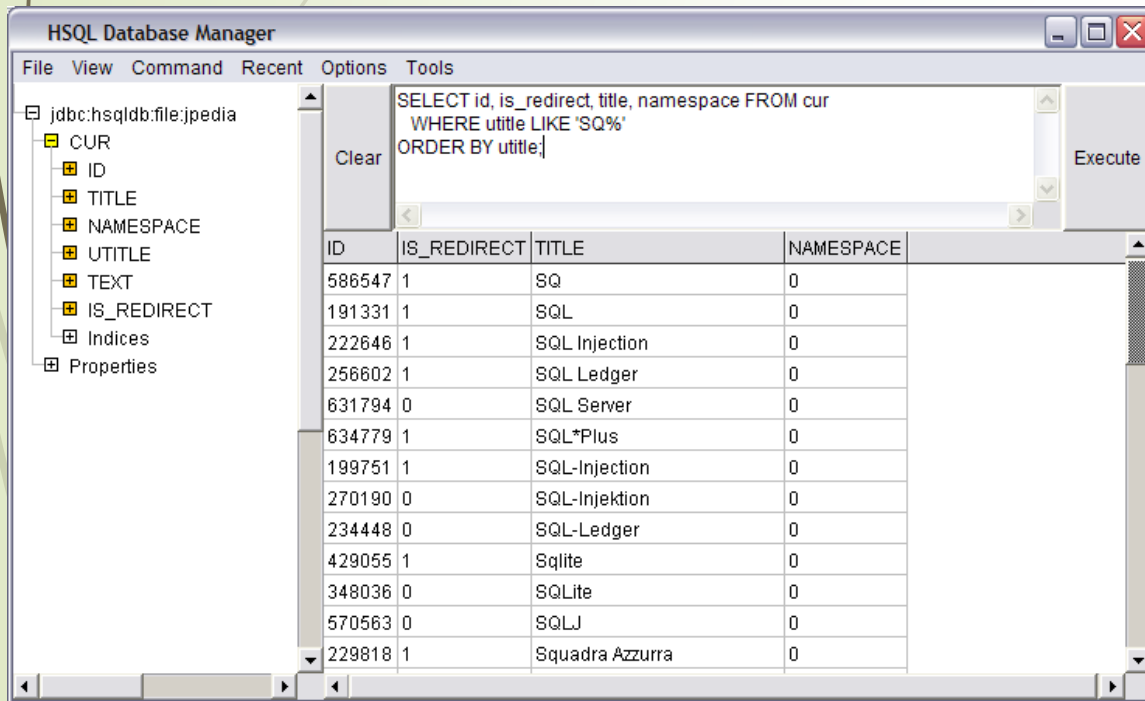 HSQL Database Manager
File View Command Recent Options Tools
jdbc:hsqldb:file:jpedia
CUR
ID
TITLE
NAMESPACE
UTITLE
TEXT
IS_REDIRECT
Indices
Properties
Clear
SELECT id, is_redirect, title, namespace FROM cur
WHERE utitle LIKE 'SQ%'
ORDER BY utitle;
Execute
ID IS_REDIRECT TITLE NAMESPACE
586547 1 SQ 0
191331 1 SQL 0
222646 1 SQL Injection 0
256602 1 SQL Ledger 0
631794 0 SQL Server 0
634779 1 SQL*Plus 0
199751 1 SQL-Injection 0
270190 0 SQL-Injektion 0
234448 0 SQL-Ledger 0
429055 1 Sqlite 0
348036 0 SQLite 0
570563 0 SQLJ 0
229818 1 Squadra Azzurra 0